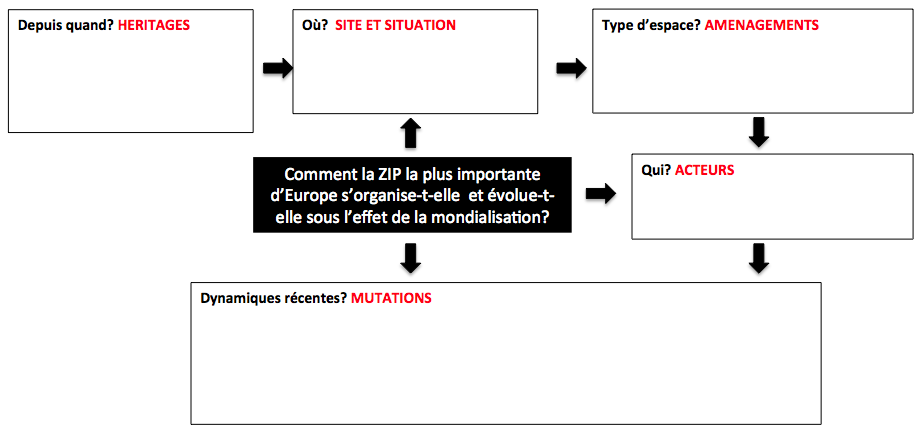 Depuis quand? HERITAGES
Où? SITE ET SITUATION
Type d’espace? AMENAGEMENTS
Comment la ZIP la plus importante
d’Europe s’organise-t-elle et évolue-t-
elle sous l’effet de la mondialisation?
Qui? ACTEURS
Dynamiques récentes? MUTATIONS